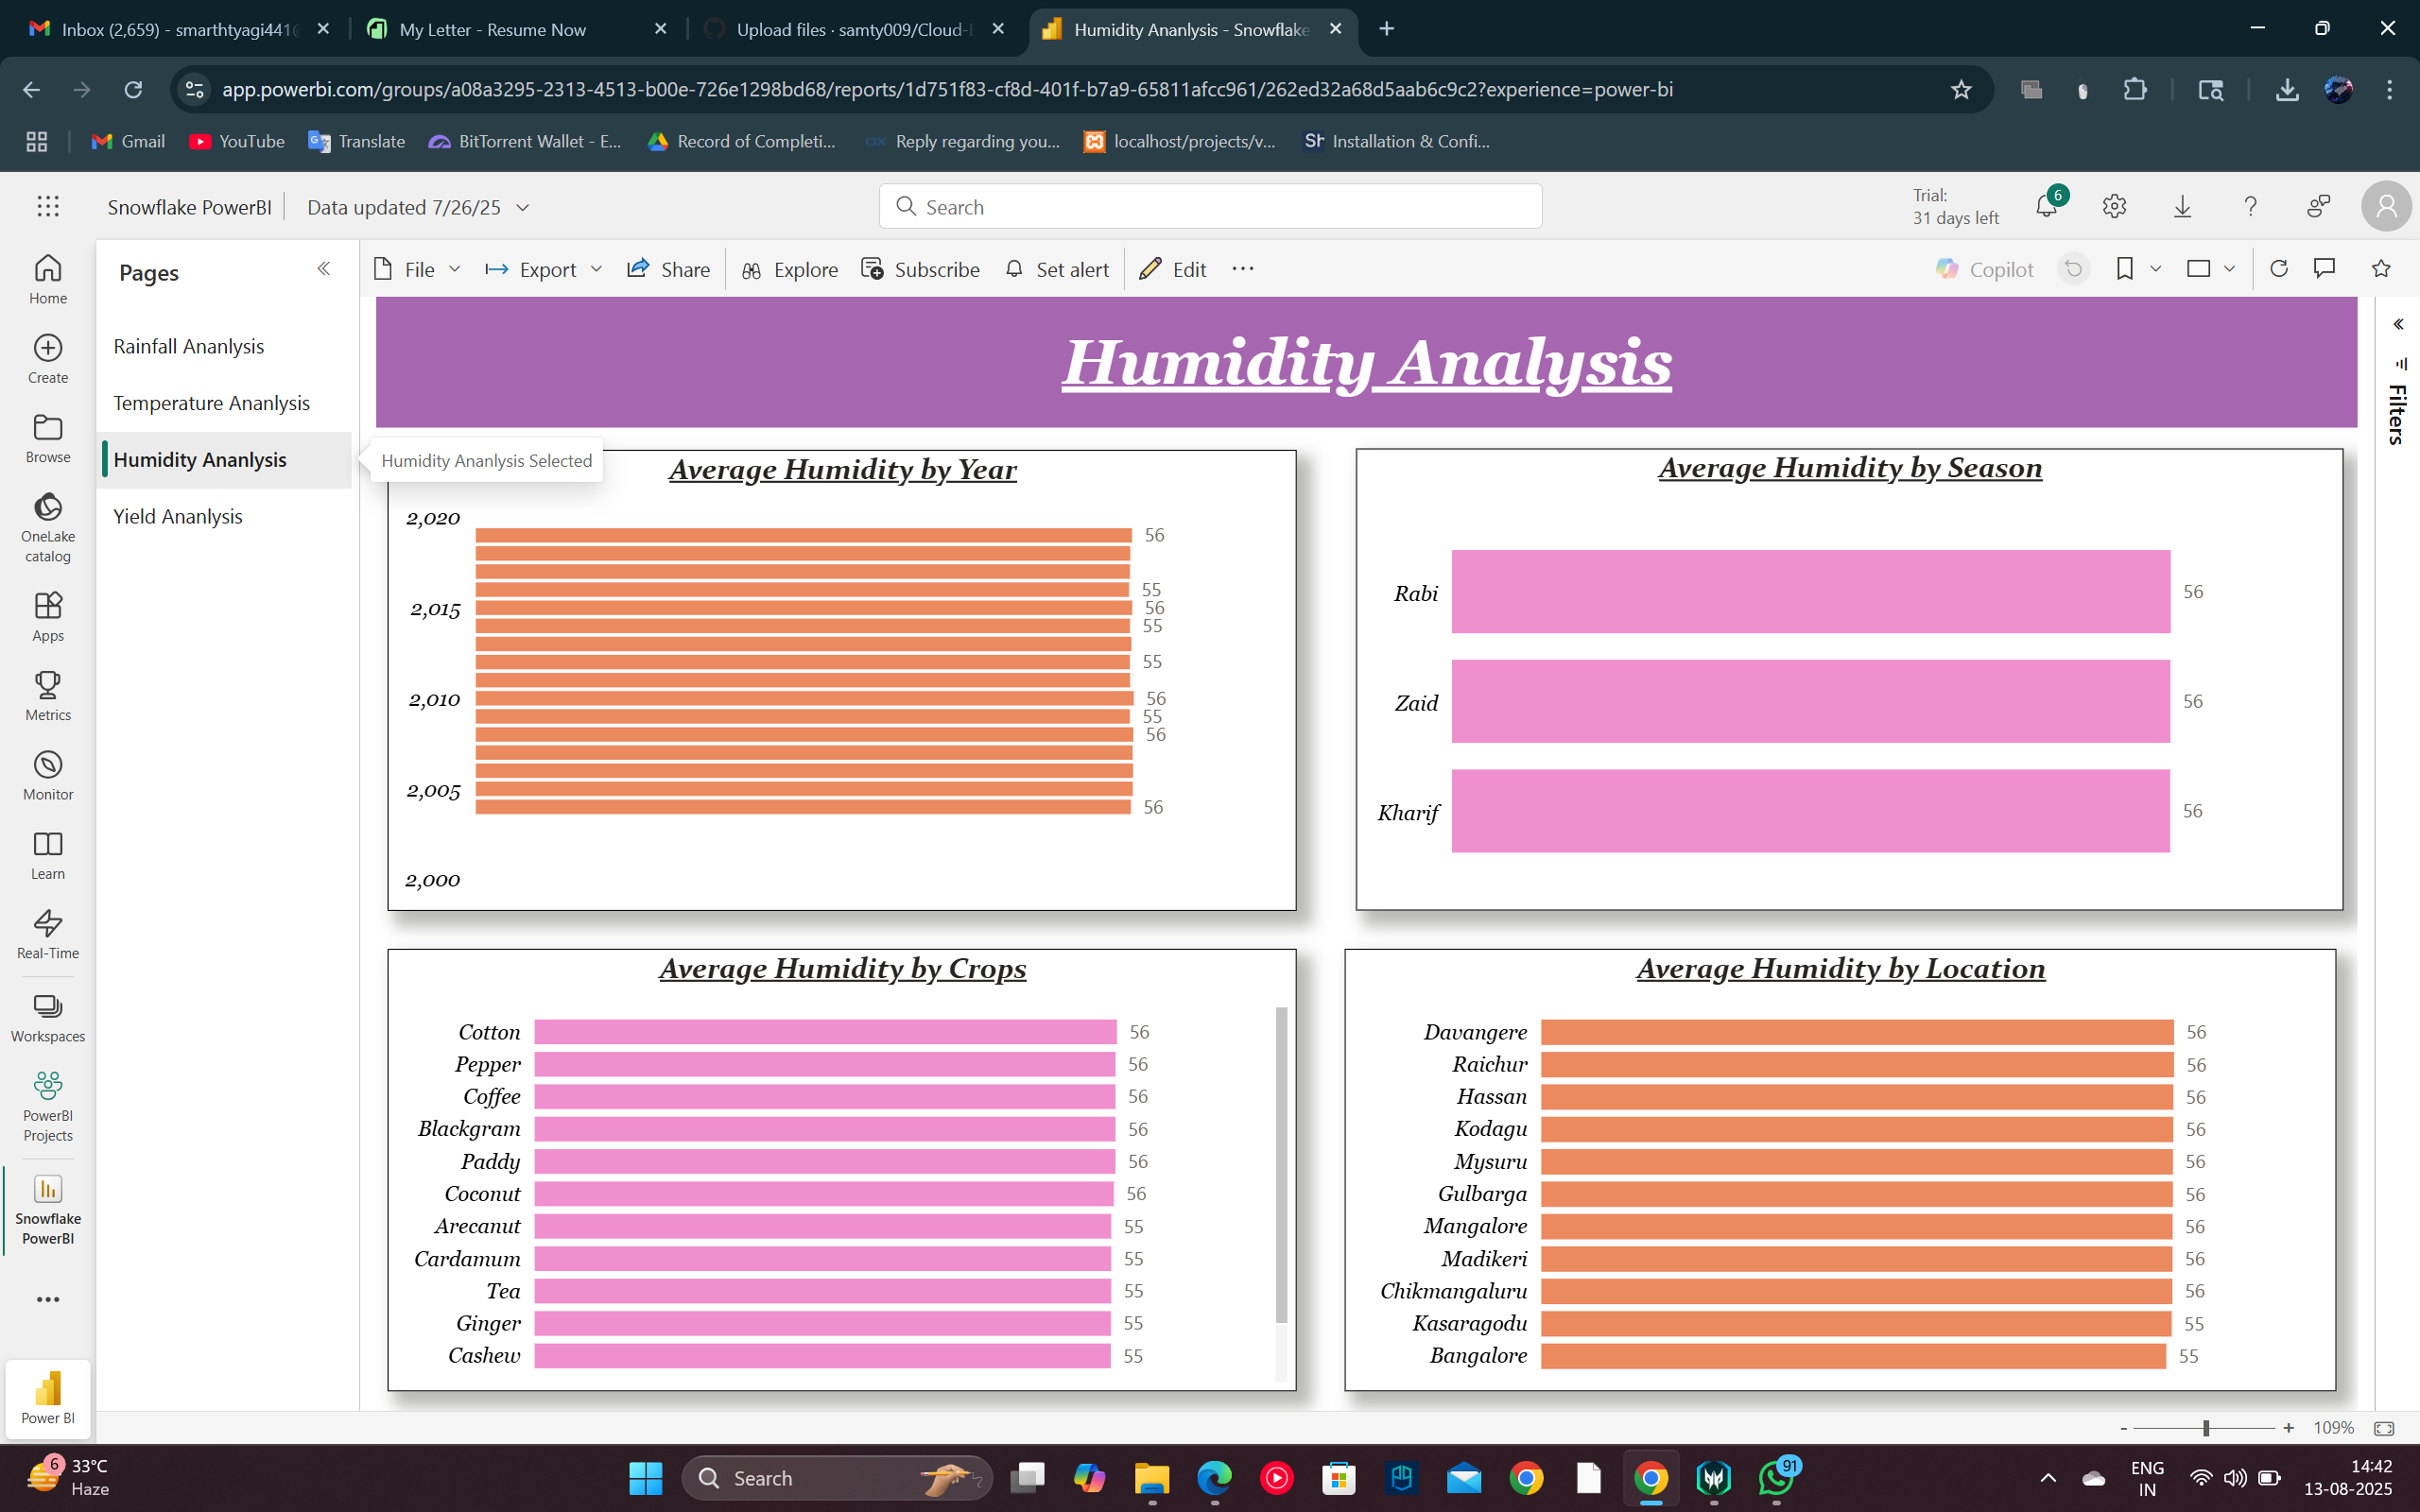 Inbox (2,659) - smarthtyagi441@
My Letter - Resume Now
Upload files · samty009/Cloud-
Humidity Ananlysis - Snowflake
app.powerbi.com/groups/a08a3295-2313-4513-b00e-726e1298bd68/reports/1d751f83-cf8d-401f-b7a9-65811afcc961/262ed32a68d5aab6c9c2?experience=power-bi
Gmail
YouTube
Translate
BitTorrent Wallet - E...
Record of Completi...
Reply regarding you...
localhost/projects/v...
Installation & Confi...
Snowflake PowerBI
Data updated 7/26/25
Search
Trial:
31 days left
6
Home
Create
Browse
OneLake
catalog
Apps
Metrics
Monitor
Learn
Real-Time
Workspaces
PowerBI
Projects
Snowflake
PowerBI
Power BI
Pages
Rainfall Ananlysis
Temperature Ananlysis
Humidity Ananlysis
Yield Ananlysis
Humidity Ananlysis Selected
File
Export
Share
Explore
Subscribe
Set alert
Edit
Copilot
Filters
Humidity Analysis
Average Humidity by Year
2,020
56
55
2,015
56
55
55
2,010
56
55
56
2,005
56
2,000
Average Humidity by Season
Rabi 56
Zaid 56
Kharif 56
Average Humidity by Crops
Cotton 56
Pepper 56
Coffee 56
Blackgram 56
Paddy 56
Coconut 56
Arecanut 55
Cardamum 55
Tea 55
Ginger 55
Cashew 55
Average Humidity by Location
Davangere 56
Raichur 56
Hassan 56
Kodagu 56
Mysuru 56
Gulbarga 56
Mangalore 56
Madikeri 56
Chikmangaluru 56
Kasaragodu 55
Bangalore 55
- + 109%
6
33°C
Haze
Search
91
ENG
IN
14:42
13-08-2025